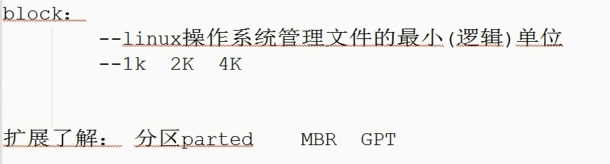 block：
--linux操作系统管理文件的最小(逻辑)单位
--1k 2K 4K
扩展了解： 分区parted MBR GPT